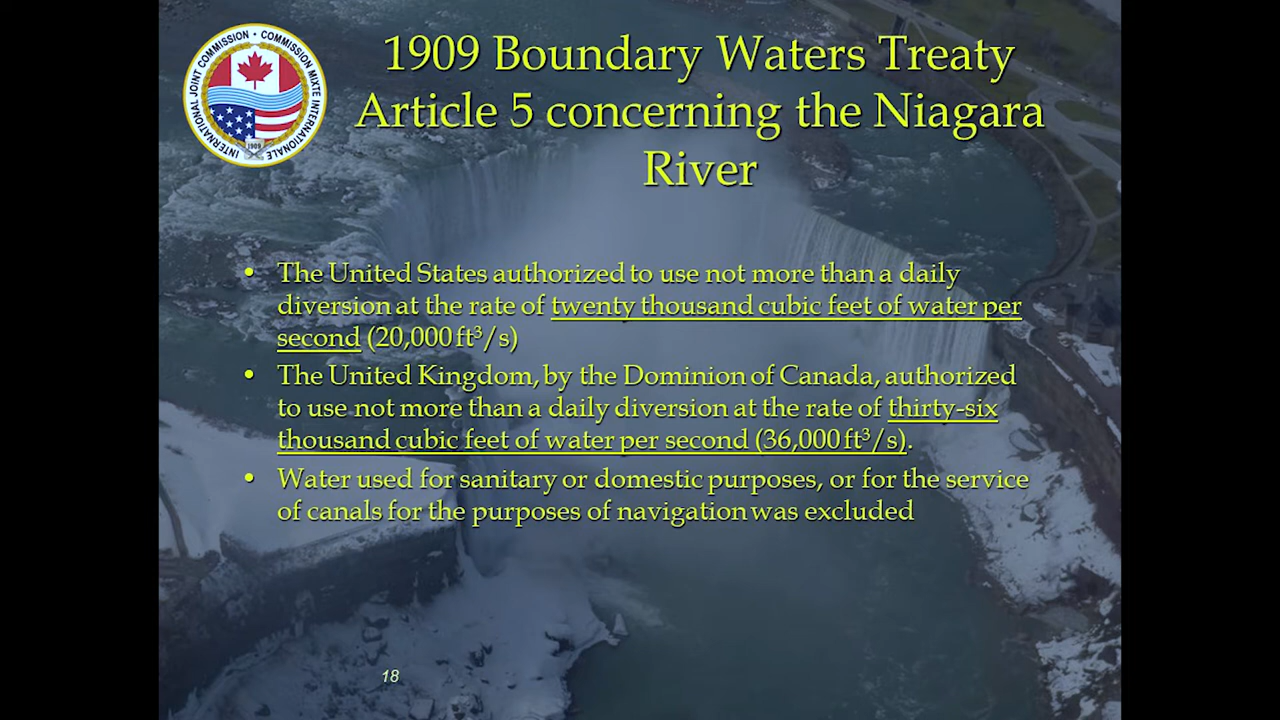 INTERNATIONAL JOINT COMMISSION • COMMISSION MIXTE INTERNATIONALE
1909
1909 Boundary Waters Treaty
Article 5 concerning the Niagara
River
• The United States authorized to use not more than a daily
diversion at the rate of twenty thousand cubic feet of water per
second (20,000 ft³/s)
• The United Kingdom, by the Dominion of Canada, authorized
to use not more than a daily diversion at the rate of thirty-six
thousand cubic feet of water per second (36,000 ft³/s).
• Water used for sanitary or domestic purposes, or for the service
of canals for the purposes of navigation was excluded
18